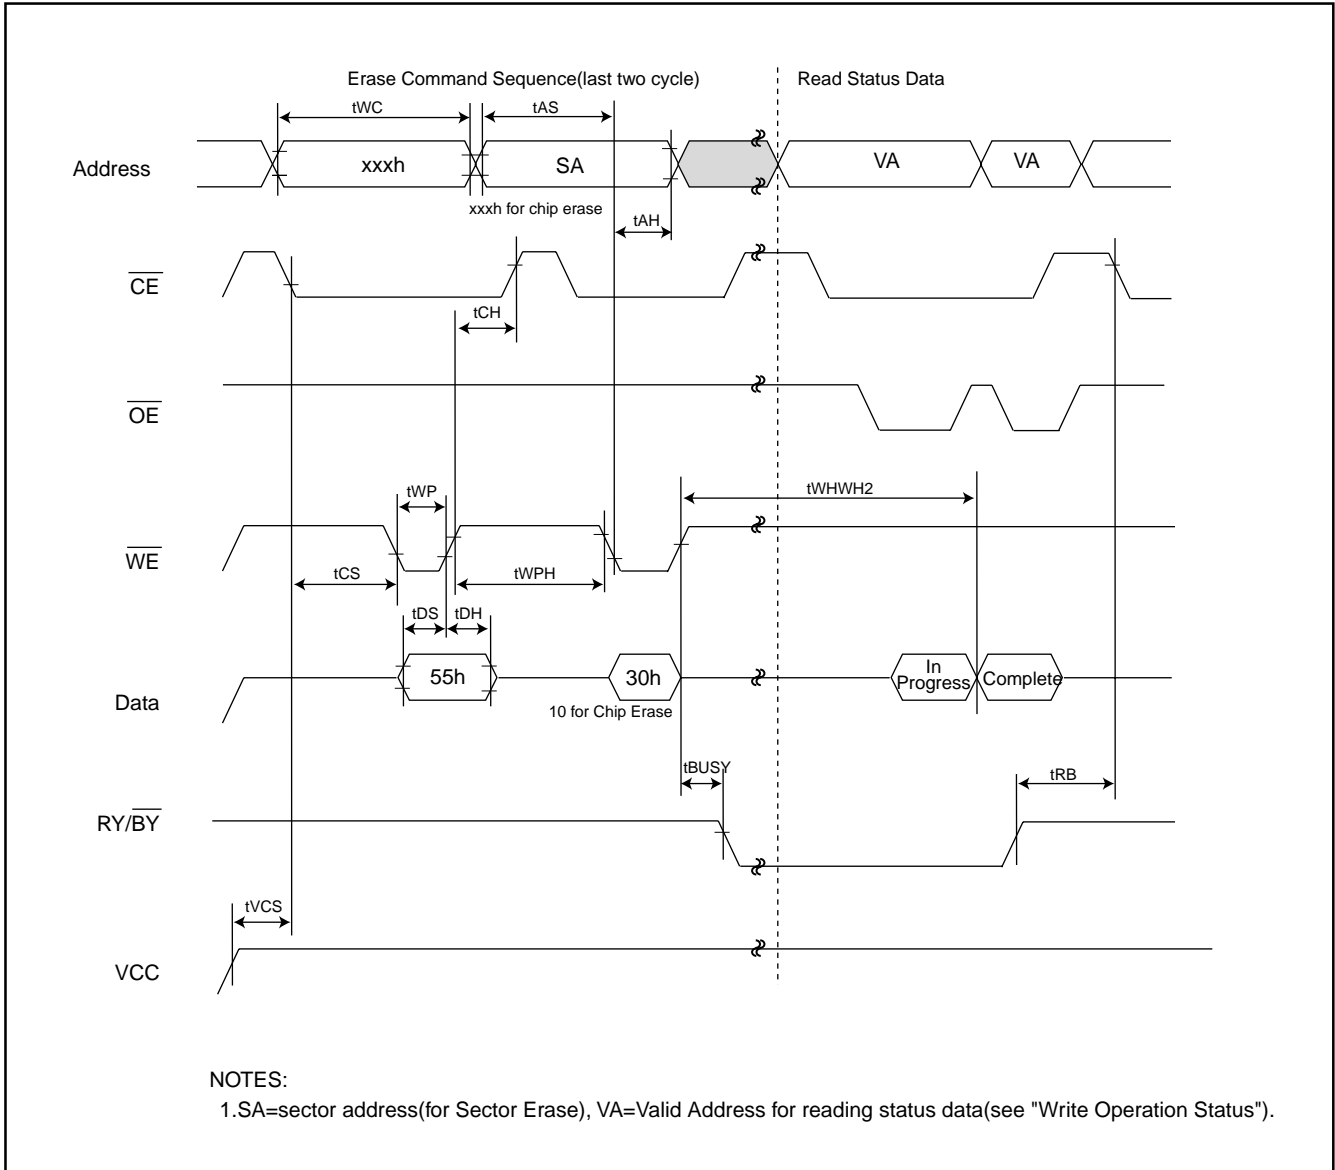 Erase Command Sequence(last two cycle)
Read Status Data
tWC
tAS
Address
xxxh
SA
VA
VA
xxxh for chip erase
tAH
CE
tCH
OE
tWP
tWHWH2
WE
tCS
tWPH
tDS
tDH
Data
55h
30h
In
Progress
Complete
10 for Chip Erase
tBUSY
tRB
RY/BY
tVCS
VCC
NOTES:
1.SA=sector address(for Sector Erase), VA=Valid Address for reading status data(see "Write Operation Status").